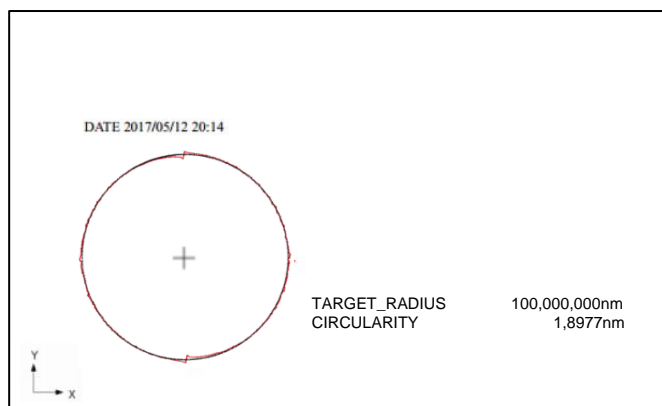 DATE 2017/05/12 20:14
TARGET_RADIUS 100,000,000nm
CIRCULARITY 1,8977nm
Y
X